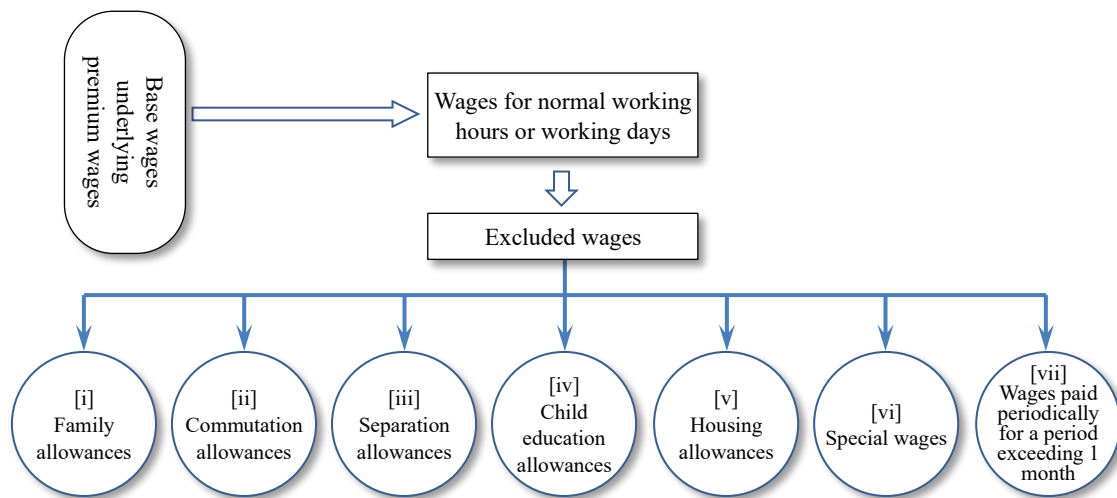 Base wages
underlying
premium wages
Wages for normal working
hours or working days
Excluded wages
[i]
Family
allowances
[ii]
Commutation
allowances
[iii]
Separation
allowances
[iv]
Child
education
allowances
[v]
Housing
allowances
[vi]
Special wages
[vii]
Wages paid
periodically
for a period
exceeding 1
month